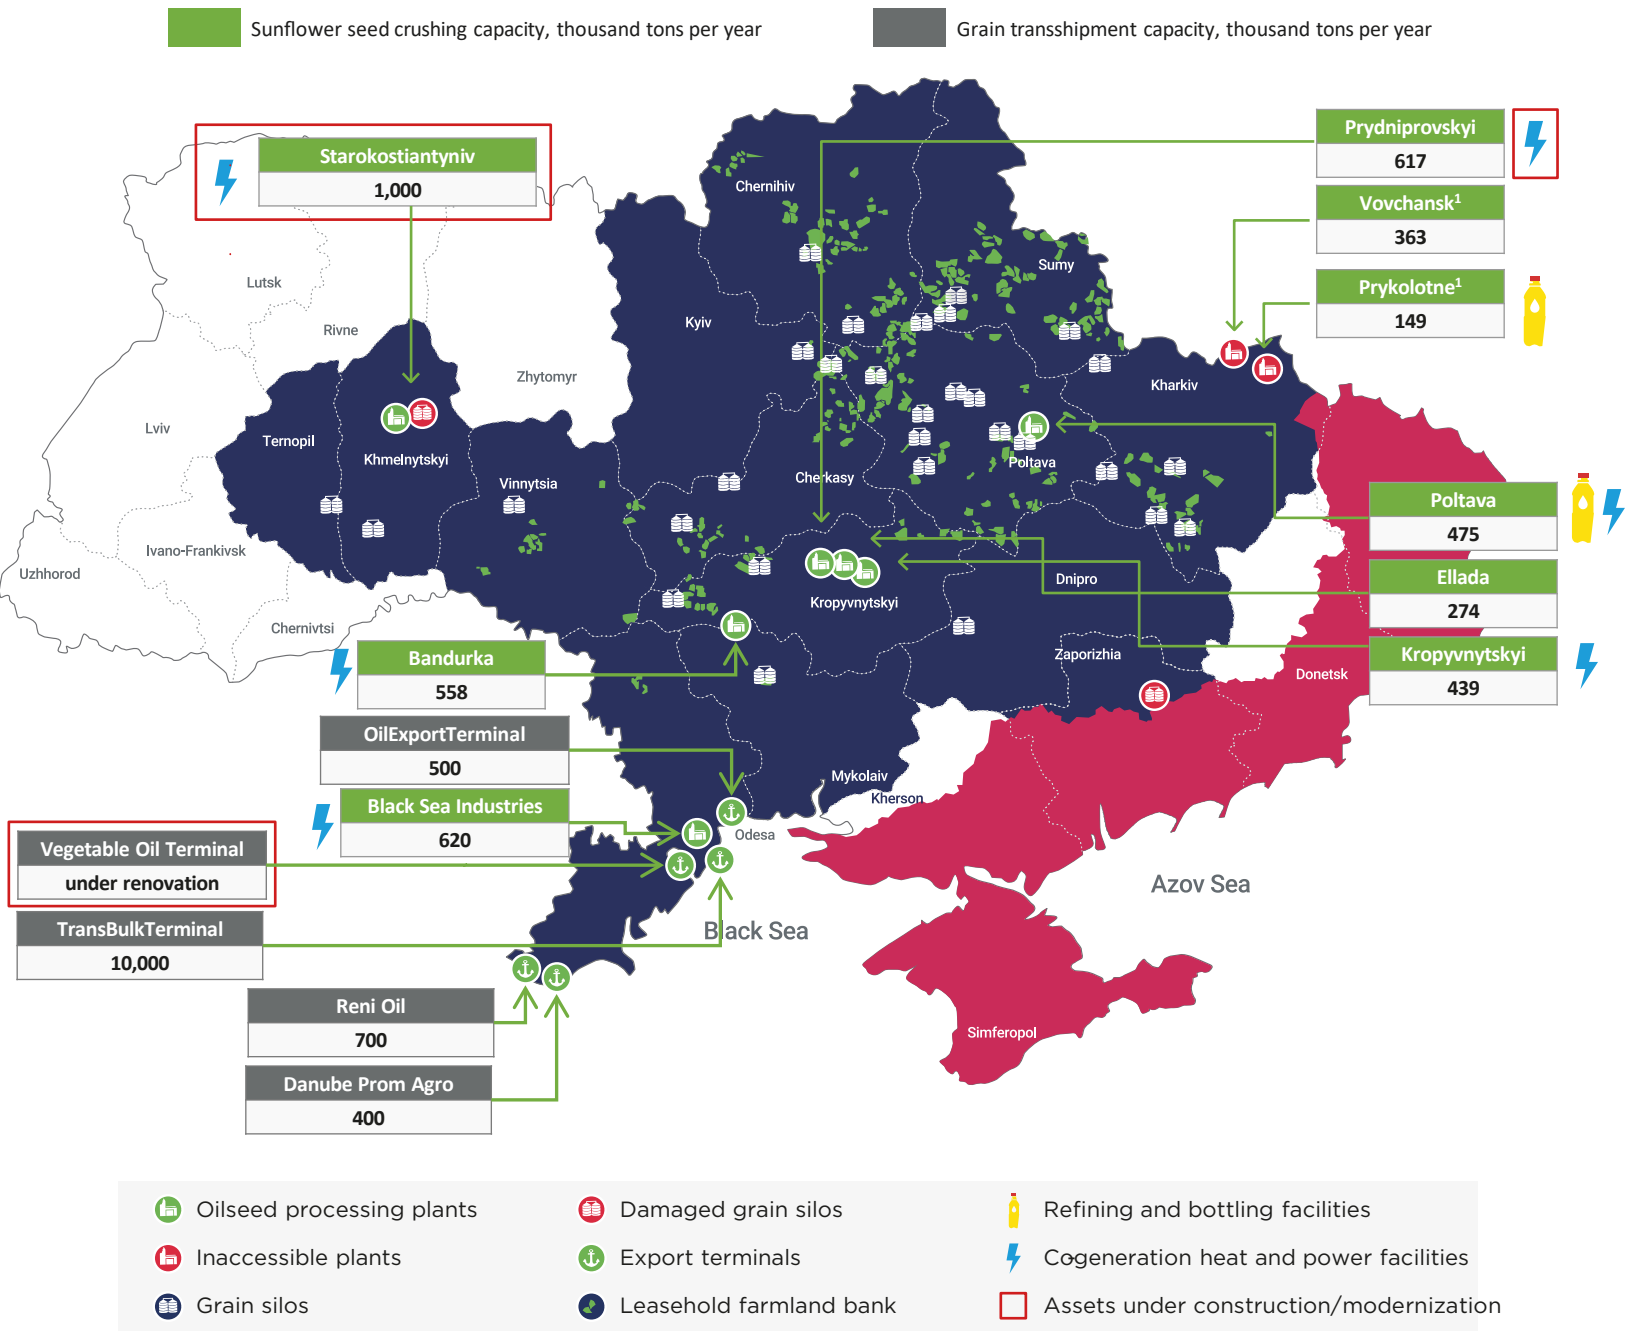 Sunflower seed crushing capacity, thousand tons per year
Grain transshipment capacity, thousand tons per year
Starokostiantyniv
1,000
Prydniprovskyi
617
Vovchansk¹
363
Prykolotne¹
149
Chernihiv
Sumy
Lutsk
Rivne
Kyiv
Zhytomyr
Kharkiv
Lviv
Ternopil
Khmelnytskyi
Vinnytsia
Cherkasy
Poltava
Ivano-Frankivsk
Uzhhorod
Chernivtsi
Dnipro
Kropyvnytskyi
Zaporizhia
Donetsk
Poltava
475
Ellada
274
Kropyvnytskyi
439
Bandurka
558
OilExportTerminal
500
Black Sea Industries
620
Mykolaiv
Kherson
Odesa
Vegetable Oil Terminal
under renovation
TransBulkTerminal
10,000
Black Sea
Azov Sea
Reni Oil
700
Danube Prom Agro
400
Simferopol
Oilseed processing plants
Damaged grain silos
Refining and bottling facilities
Inaccessible plants
Export terminals
Cogeneration heat and power facilities
Grain silos
Leasehold farmland bank
Assets under construction/modernization